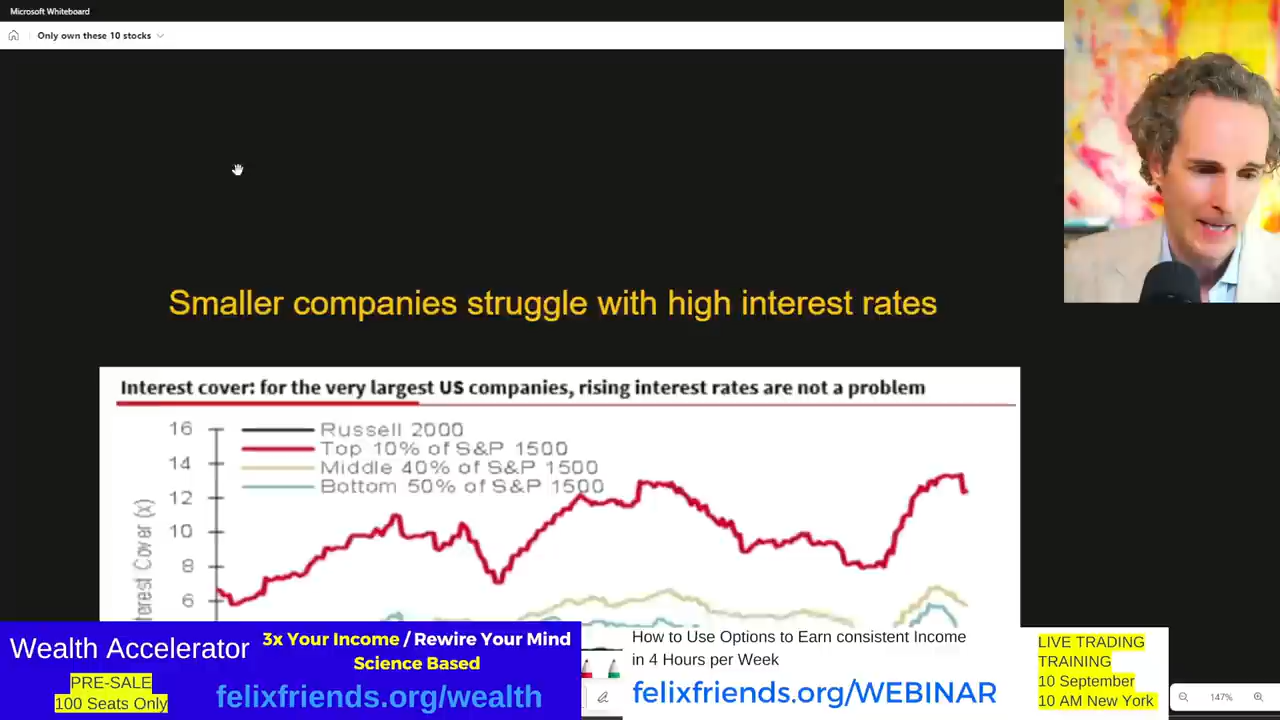 Microsoft Whiteboard
Only own these 10 stocks
Smaller companies struggle with high interest rates
Interest cover: for the very largest US companies, rising interest rates are not a problem
16
14
12
10
8
6
Cover (x)
Russell 2000
Top 10% of S&P 1500
Middle 40% of S&P 1500
Bottom 50% of S&P 1500
Wealth Accelerator
PRE-SALE
100 Seats Only
3x Your Income / Rewire Your Mind
Science Based
felixfriends.org/wealth
How to Use Options to Earn consistent Income
in 4 Hours per Week
felixfriends.org/WEBINAR
LIVE TRADING
TRAINING
10 September
10 AM New York
147%